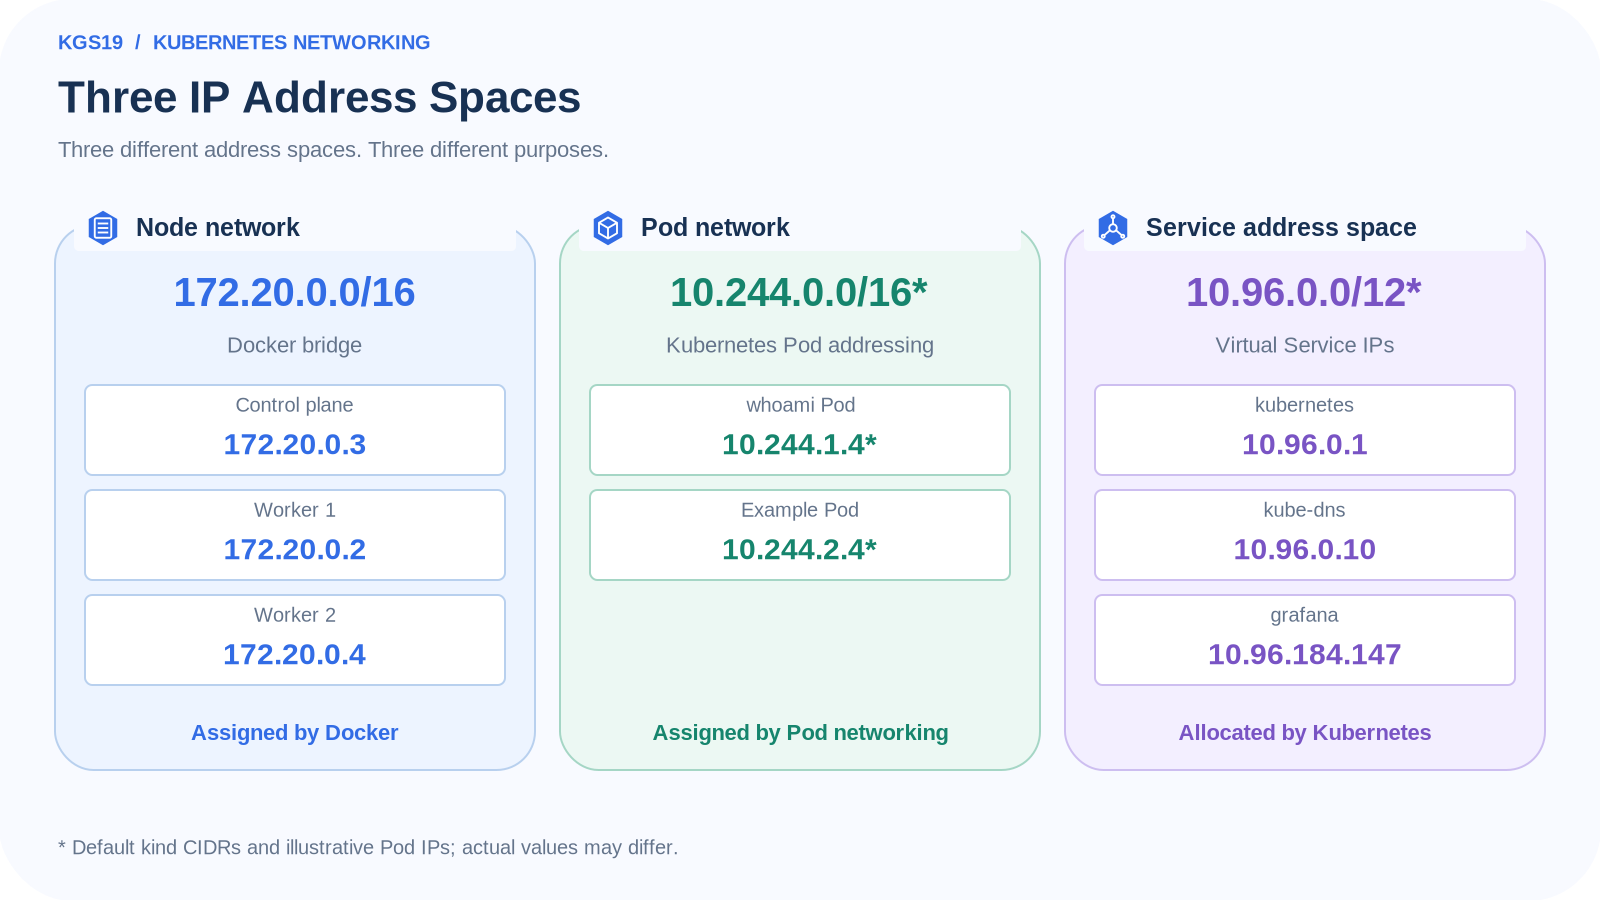 KGS19 / KUBERNETES NETWORKING
Three IP Address Spaces
Three different address spaces. Three different purposes.
Node network
172.20.0.0/16
Docker bridge
Control plane
172.20.0.3
Worker 1
172.20.0.2
Worker 2
172.20.0.4
Assigned by Docker
Pod network
10.244.0.0/16*
Kubernetes Pod addressing
whoami Pod
10.244.1.4*
Example Pod
10.244.2.4*
Assigned by Pod networking
Service address space
10.96.0.0/12*
Virtual Service IPs
kubernetes
10.96.0.1
kube-dns
10.96.0.10
grafana
10.96.184.147
Allocated by Kubernetes
* Default kind CIDRs and illustrative Pod IPs; actual values may differ.